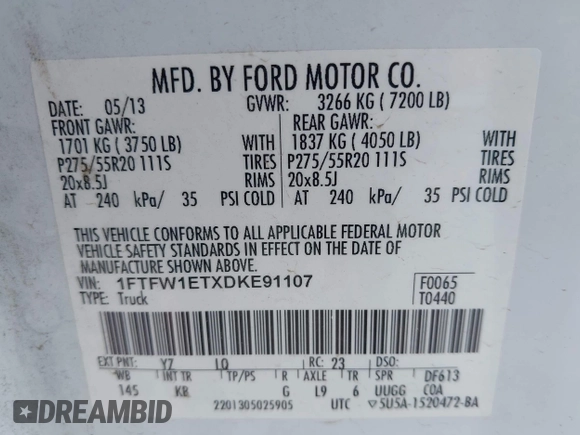 MFD. BY FORD MOTOR CO.
DATE: 05/13 GVWR: 3266 KG ( 7200 LB)
FRONT GAWR: REAR GAWR:
1701 KG ( 3750 LB) WITH 1837 KG ( 4050 LB) WITH
P275/55R20 111S TIRES P275/55R20 111S TIRES
20x8.5J RIMS 20x8.5J RIMS
AT 240 kPa/ 35 PSI COLD AT 240 kPa/ 35 PSI COLD
THIS VEHICLE CONFORMS TO ALL APPLICABLE FEDERAL MOTOR
VEHICLE SAFETY STANDARDS IN EFFECT ON THE DATE OF
MANUFACTURE SHOWN ABOVE.
VIN: 1FTFW1ETXDKE91107 F0065
TYPE: Truck T0440
EXT PNT: Y7 LO RC: 23 DSO:
WB INT TR TP/PS R AXLE TR SPR DF613
145 KB G L9 6 UUGG COA
2201305025905 UTC 5U5A-1520472-BA
DREAMBID